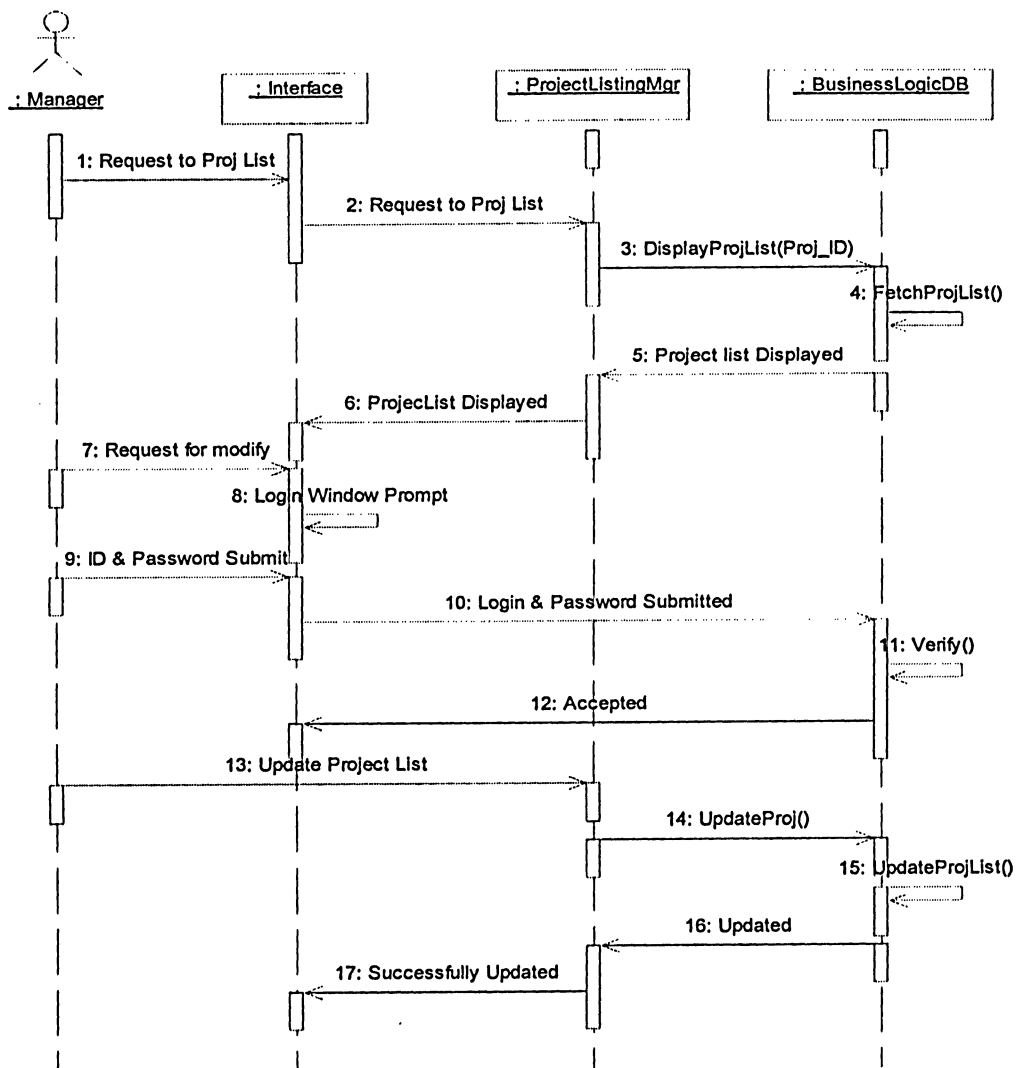 : Manager
: Interface
: ProjectListingMgr
: BusinessLogicDB
1: Request to Proj List
2: Request to Proj List
3: DisplayProjList(Proj_ID)
4: FetchProjList()
5: Project list Displayed
6: ProjecList Displayed
7: Request for modify
8: Login Window Prompt
9: ID & Password Submit
10: Login & Password Submitted
11: Verify()
12: Accepted
13: Update Project List
14: UpdateProj()
15: UpdateProjList()
16: Updated
17: Successfully Updated